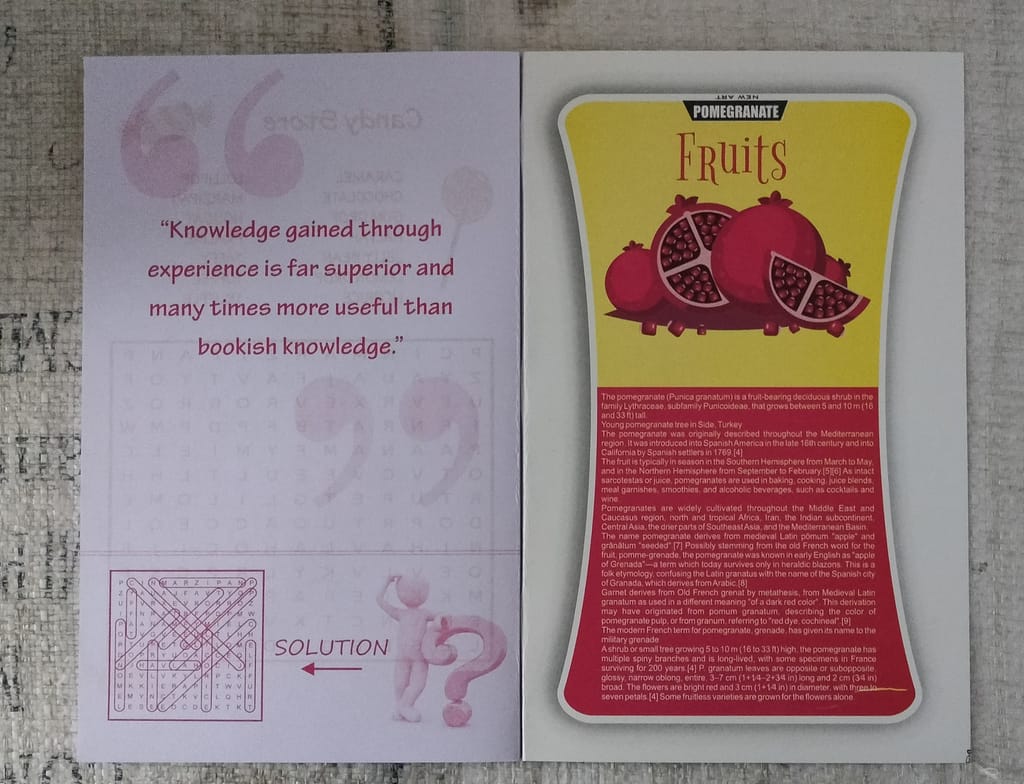 “Knowledge gained through
experience is far superior and
many times more useful than
bookish knowledge.”
SOLUTION
Candy Store
CARAMEL
CHOCOLATE
NEW ART
POMEGRANATE
FRuits
The pomegranate (Punica granatum) is a fruit-bearing deciduous shrub in the
family Lythraceae, subfamily Punicoideae, that grows between 5 and 10 m (16
and 33 ft) tall.
Young pomegranate tree in Side, Turkey
The pomegranate was originally described throughout the Mediterranean
region. It was introduced into Spanish America in the late 16th century and into
California by Spanish settlers in 1769.[4]
The fruit is typically in season in the Southern Hemisphere from March to May,
and in the Northern Hemisphere from September to February.[5][6] As intact
sarcotestas or juice, pomegranates are used in baking, cooking, juice blends,
meal garnishes, smoothies, and alcoholic beverages, such as cocktails and
wine.
Pomegranates are widely cultivated throughout the Middle East and
Caucasus region, north and tropical Africa, Iran, the Indian subcontinent,
Central Asia, the drier parts of Southeast Asia, and the Mediterranean Basin.
The name pomegranate derives from medieval Latin pōmum "apple" and
grānātum "seeded".[7] Possibly stemming from the old French word for the
fruit, pomme-grenade, the pomegranate was known in early English as "apple
of Grenada"—a term which today survives only in heraldic blazons. This is a
folk etymology, confusing the Latin granatus with the name of the Spanish city
of Granada, which derives from Arabic.[8]
Garnet derives from Old French grenat by metathesis, from Medieval Latin
granatum as used in a different meaning "of a dark red color". This derivation
may have originated from pomum granatum, describing the color of
pomegranate pulp, or from granum, referring to "red dye, cochineal".[9]
The modern French term for pomegranate, grenade, has given its name to the
military grenade
A shrub or small tree growing 5 to 10 m (16 to 33 ft) high, the pomegranate has
multiple spiny branches and is long-lived, with some specimens in France
surviving for 200 years.[4] P. granatum leaves are opposite or subopposite,
glossy, narrow oblong, entire, 3–7 cm (1+1⁄4–2+3⁄4 in) long and 2 cm (3⁄4 in)
broad. The flowers are bright red and 3 cm (1+1⁄4 in) in diameter, with three to
seven petals.[4] Some fruitless varieties are grown for the flowers alone.